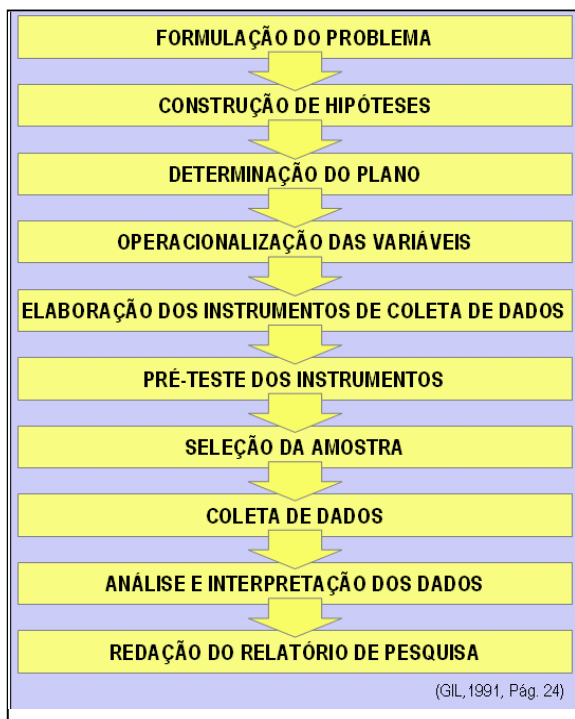 FORMULAÇÃO DO PROBLEMA
CONSTRUÇÃO DE HIPÓTESES
DETERMINAÇÃO DO PLANO
OPERACIONALIZAÇÃO DAS VARIÁVEIS
ELABORAÇÃO DOS INSTRUMENTOS DE COLETA DE DADOS
PRÉ-TESTE DOS INSTRUMENTOS
SELEÇÃO DA AMOSTRA
COLETA DE DADOS
ANÁLISE E INTERPRETAÇÃO DOS DADOS
REDAÇÃO DO RELATÓRIO DE PESQUISA
(GIL,1991, Pág. 24)